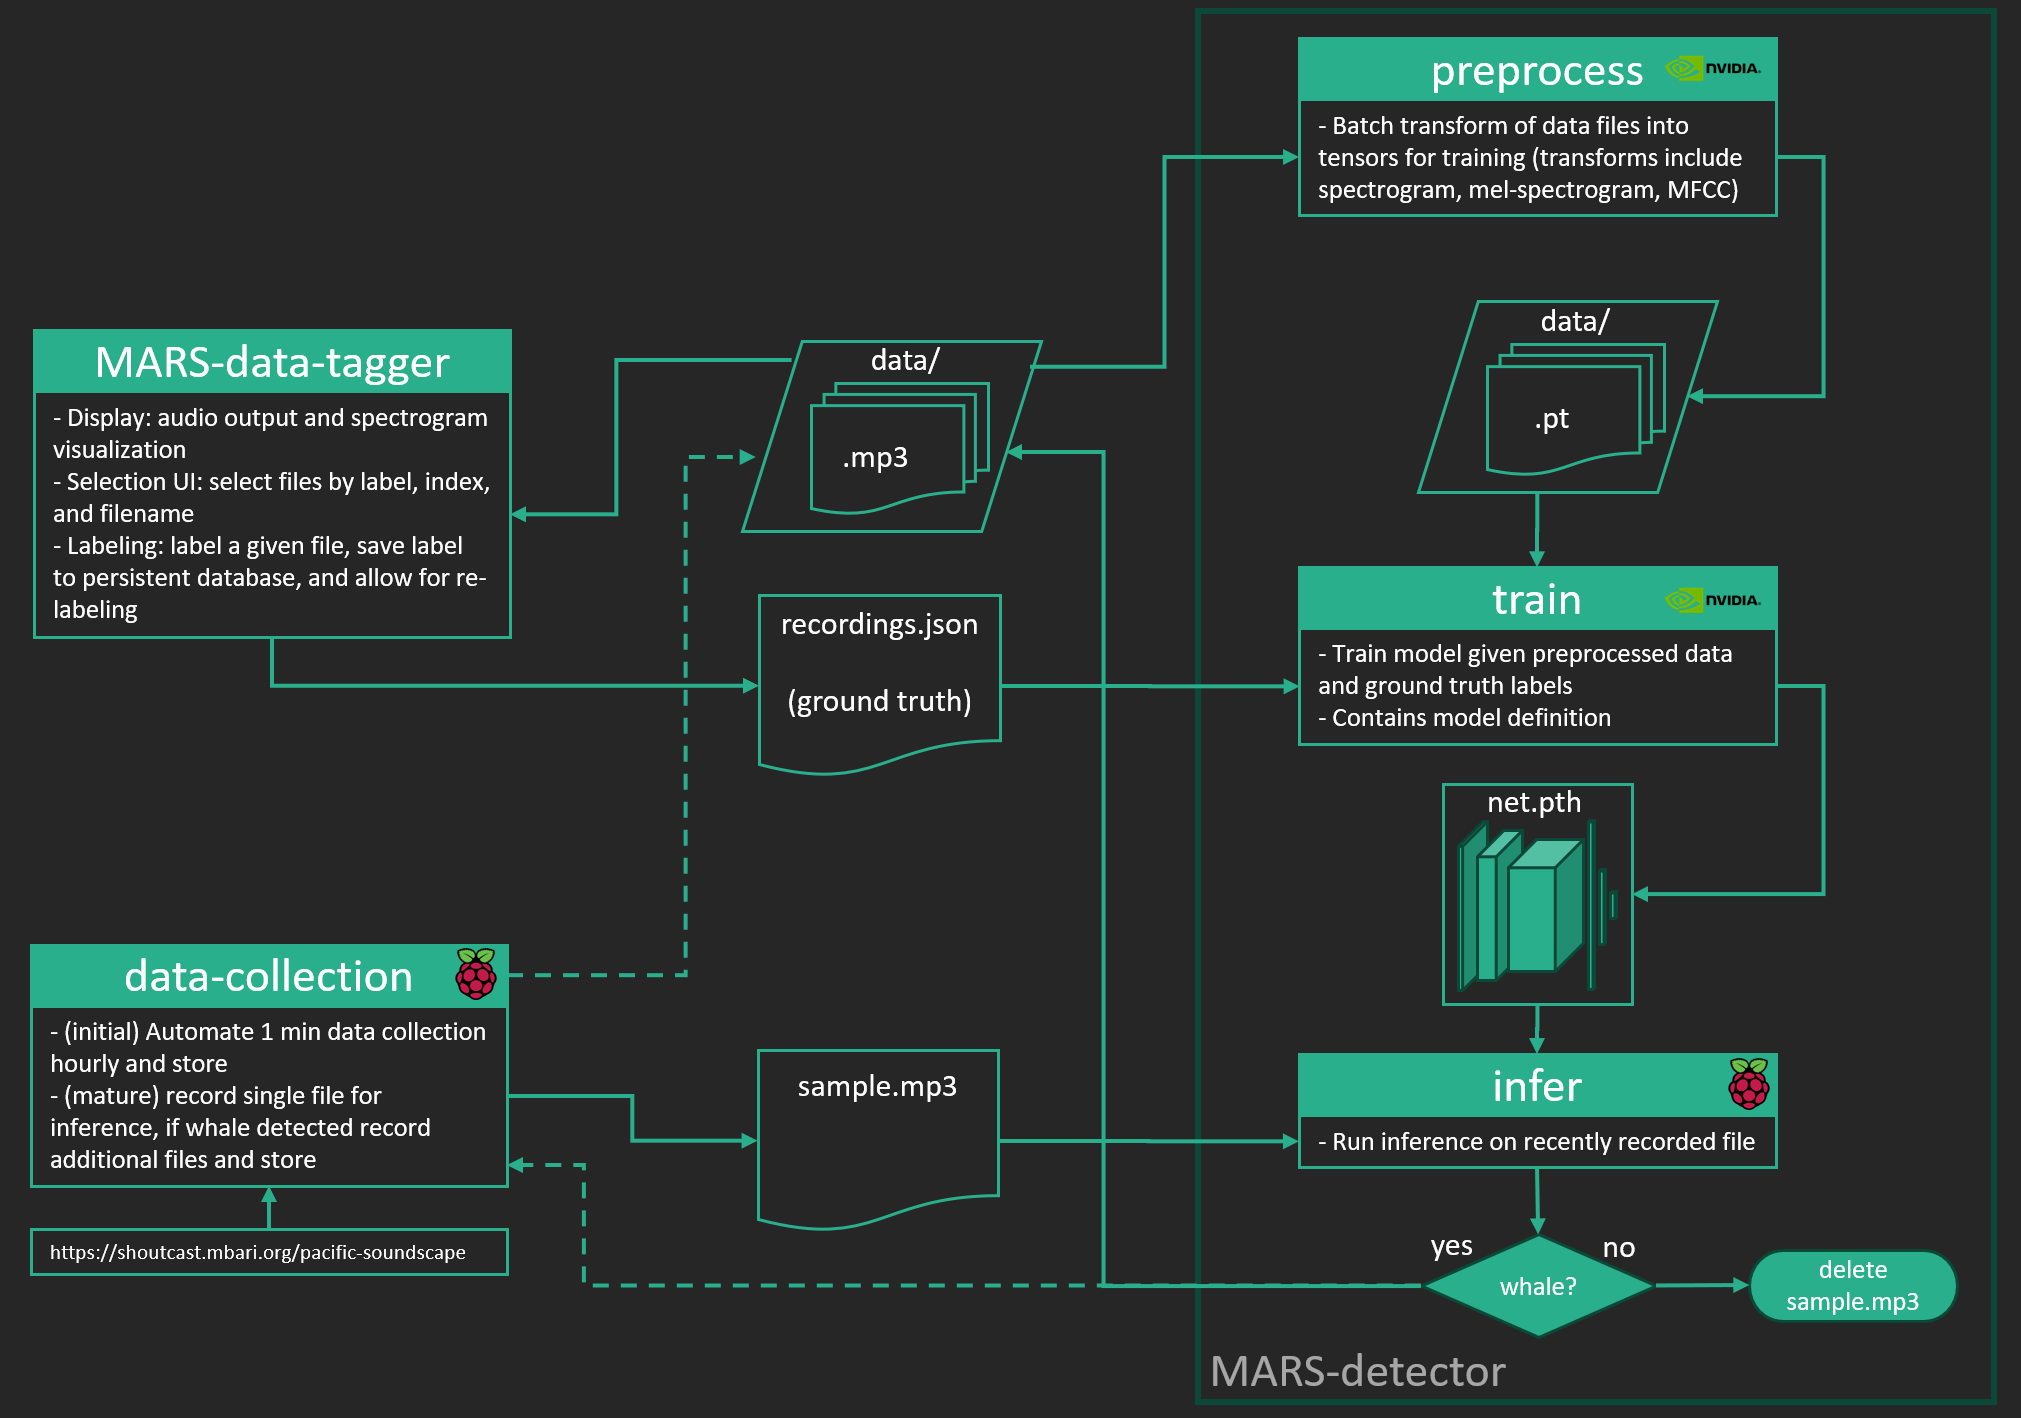 preprocess
NVIDIA.
- Batch transform of data files into
tensors for training (transforms include
spectrogram, mel-spectrogram, MFCC)
MARS-data-tagger
- Display: audio output and spectrogram
visualization
- Selection UI: select files by label, index,
and filename
- Labeling: label a given file, save label
to persistent database, and allow for re-
labeling
data/
.mp3
data/
.pt
recordings.json
(ground truth)
train
NVIDIA.
- Train model given preprocessed data
and ground truth labels
- Contains model definition
net.pth
data-collection
- (initial) Automate 1 min data collection
hourly and store
- (mature) record single file for
inference, if whale detected record
additional files and store
https://shoutcast.mbari.org/pacific-soundscape
sample.mp3
infer
- Run inference on recently recorded file
yes
no
whale?
delete
sample.mp3
MARS-detector